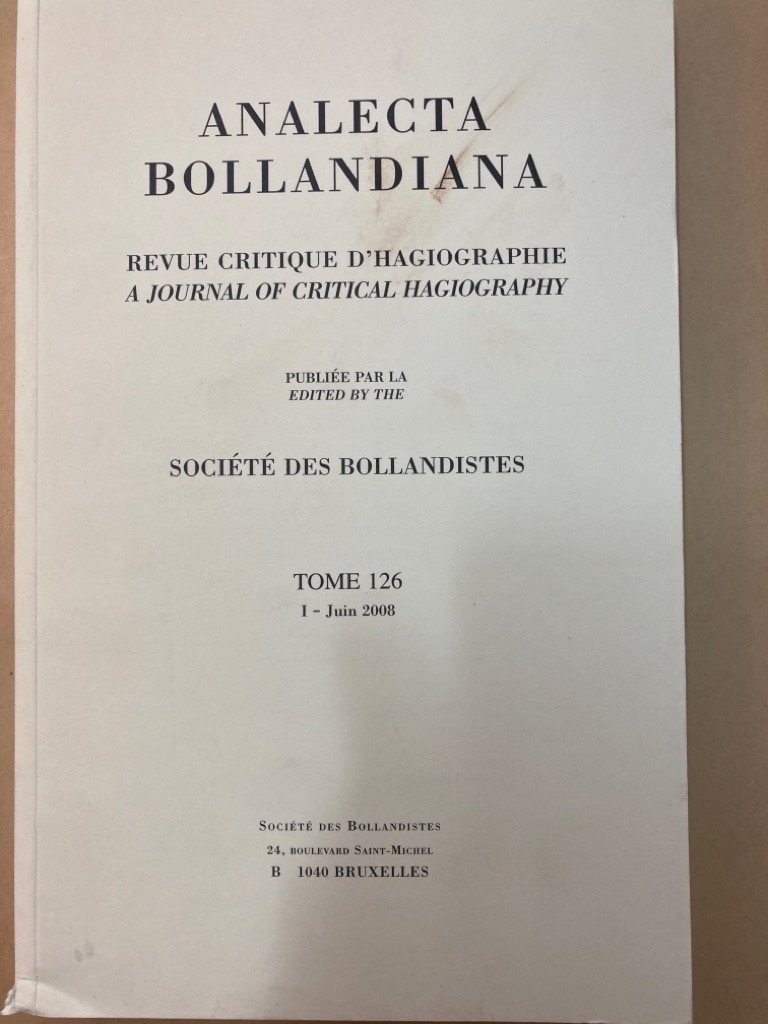 ANALECTA
BOLLANDIANA
REVUE CRITIQUE D'HAGIOGRAPHIE
A JOURNAL OF CRITICAL HAGIOGRAPHY
PUBLIÉE PAR LA
EDITED BY THE
SOCIÉTÉ DES BOLLANDISTES
TOME 126
I – Juin 2008
Société des Bollandistes
24, boulevard Saint-Michel
B 1040 BRUXELLES